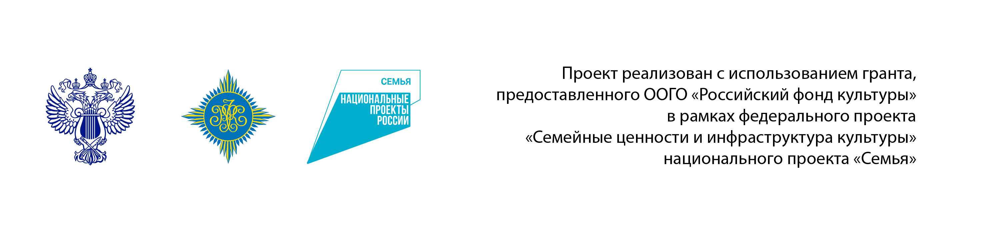 СЕМЬЯ
НАЦИОНАЛЬНЫЕ
ПРОЕКТЫ
РОССИИ
Проект реализован с использованием гранта,
предоставленного ООГО «Российский фонд культуры»
в рамках федерального проекта
«Семейные ценности и инфраструктура культуры»
национального проекта «Семья»